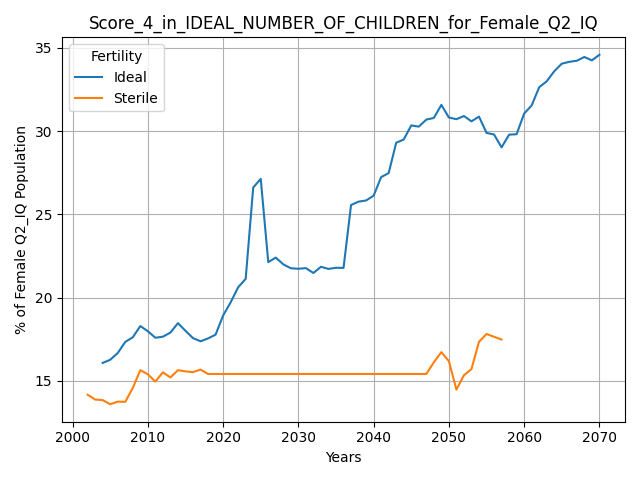 Score_4_in_IDEAL_NUMBER_OF_CHILDREN_for_Female_Q2_IQ
Fertility
Ideal
Sterile
% of Female Q2_IQ Population
35
30
25
20
15
2000 2010 2020 2030 2040 2050 2060 2070
Years